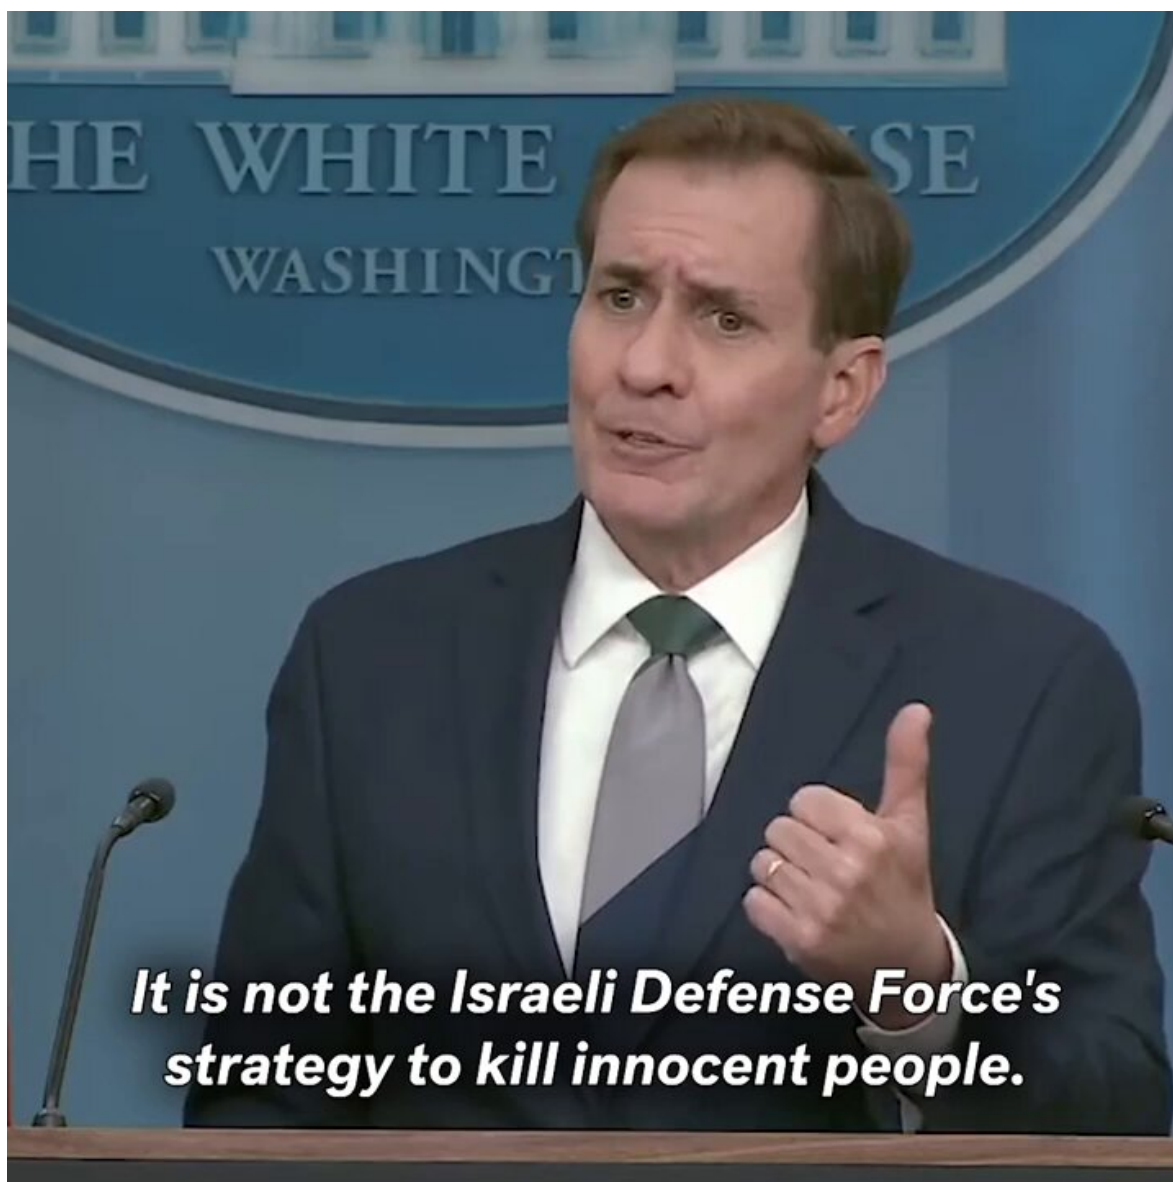 HE WHITE SE
WASHINGT
It is not the Israeli Defense Force's
strategy to kill innocent people.